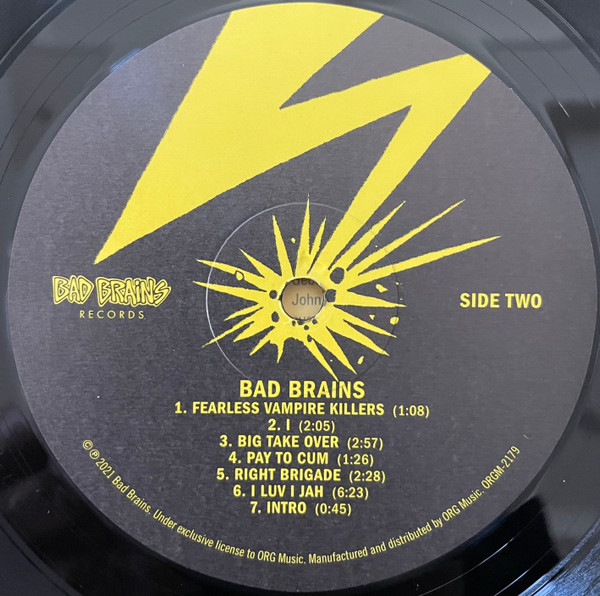 BAD BRAINS
RECORDS
SIDE TWO
John
BAD BRAINS
1. FEARLESS VAMPIRE KILLERS (1:08)
2. I (2:05)
3. BIG TAKE OVER (2:57)
4. PAY TO CUM (1:26)
5. RIGHT BRIGADE (2:28)
6. I LUV I JAH (6:23)
7. INTRO (0:45)
© ℗ 2021 Bad Brains. Under exclusive license to ORG Music. Manufactured and distributed by ORG Music. ORGM-2179